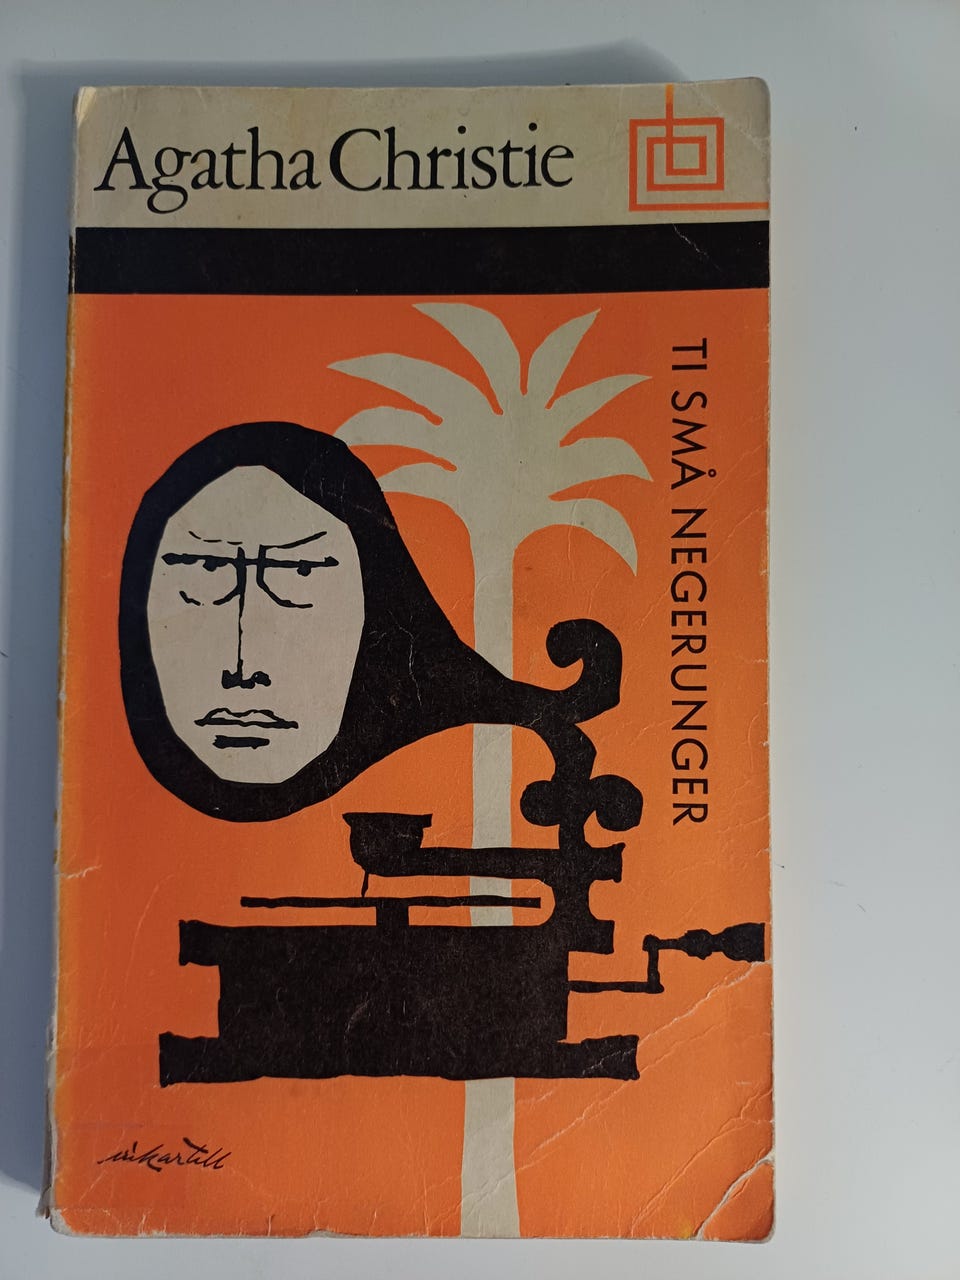 Agatha Christie
TI SMÅ NEGERUNGER